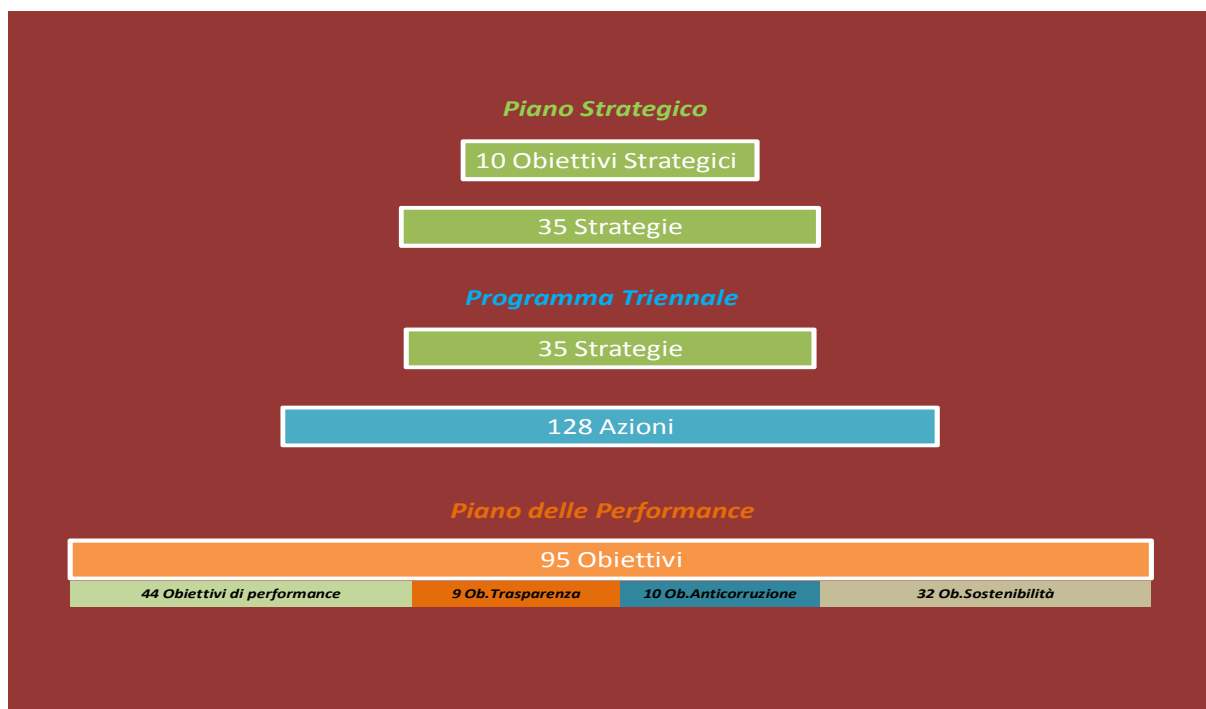 Piano Strategico
10 Obiettivi Strategici
35 Strategie
Programma Triennale
35 Strategie
128 Azioni
Piano delle Performance
95 Obiettivi
44 Obiettivi di performance 9 Ob.Trasparenza 10 Ob.Anticorruzione 32 Ob.Sostenibilità